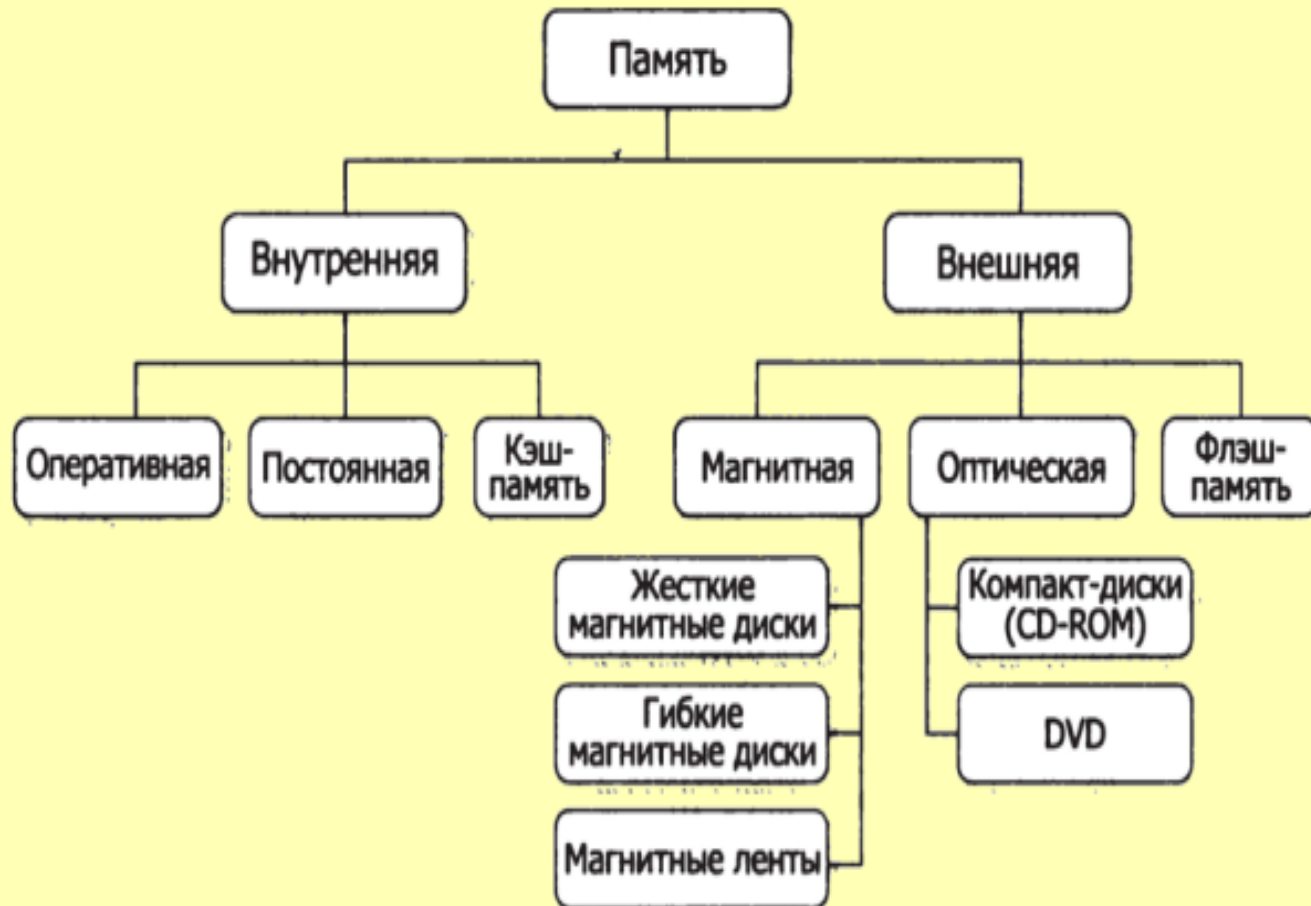 Память
Внутренняя
Внешняя
Оперативная
Постоянная
Кэш-
память
Магнитная
Оптическая
Флэш-
память
Жесткие
магнитные диски
Гибкие
магнитные диски
Магнитные ленты
Компакт-диски
(CD-ROM)
DVD